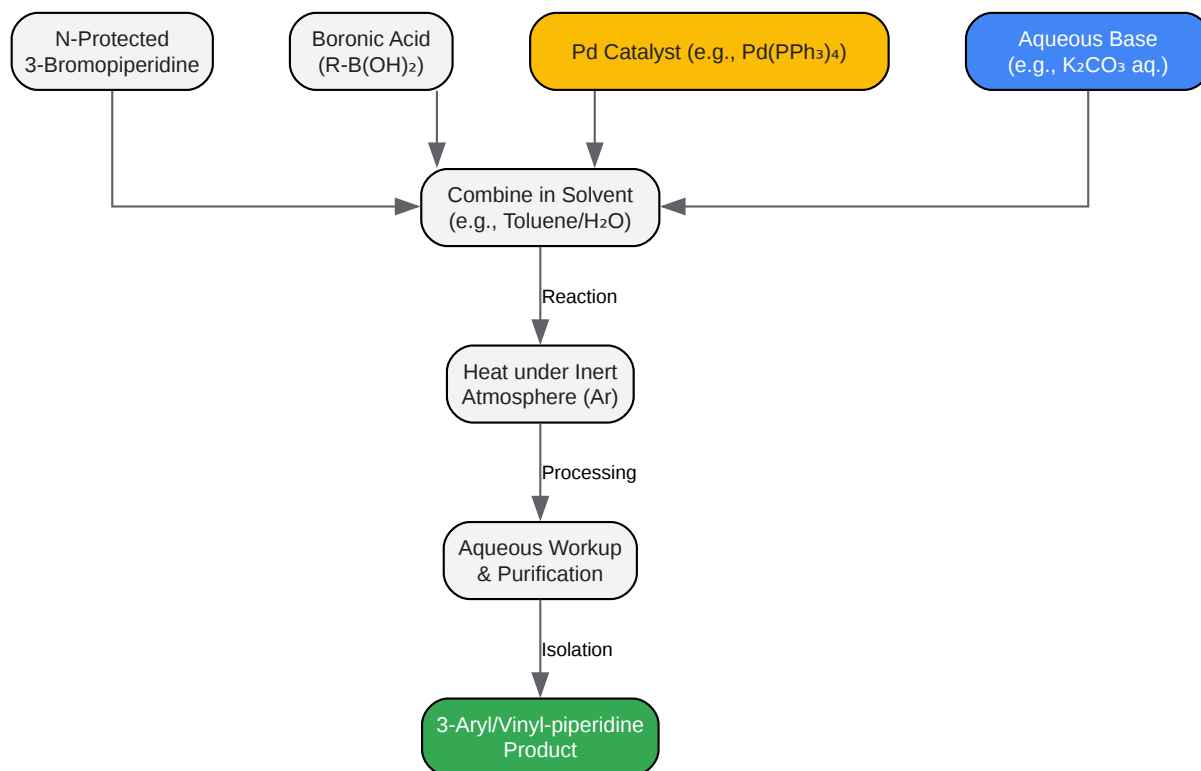 N-Protected
3-Bromopiperidine
Boronic Acid
(R-B(OH)₂)
Pd Catalyst (e.g., Pd(PPh₃)₄)
Aqueous Base
(e.g., K₂CO₃ aq.)
Combine in Solvent
(e.g., Toluene/H₂O)
Reaction
Heat under Inert
Atmosphere (Ar)
Processing
Aqueous Workup
& Purification
Isolation
3-Aryl/Vinyl-piperidine
Product